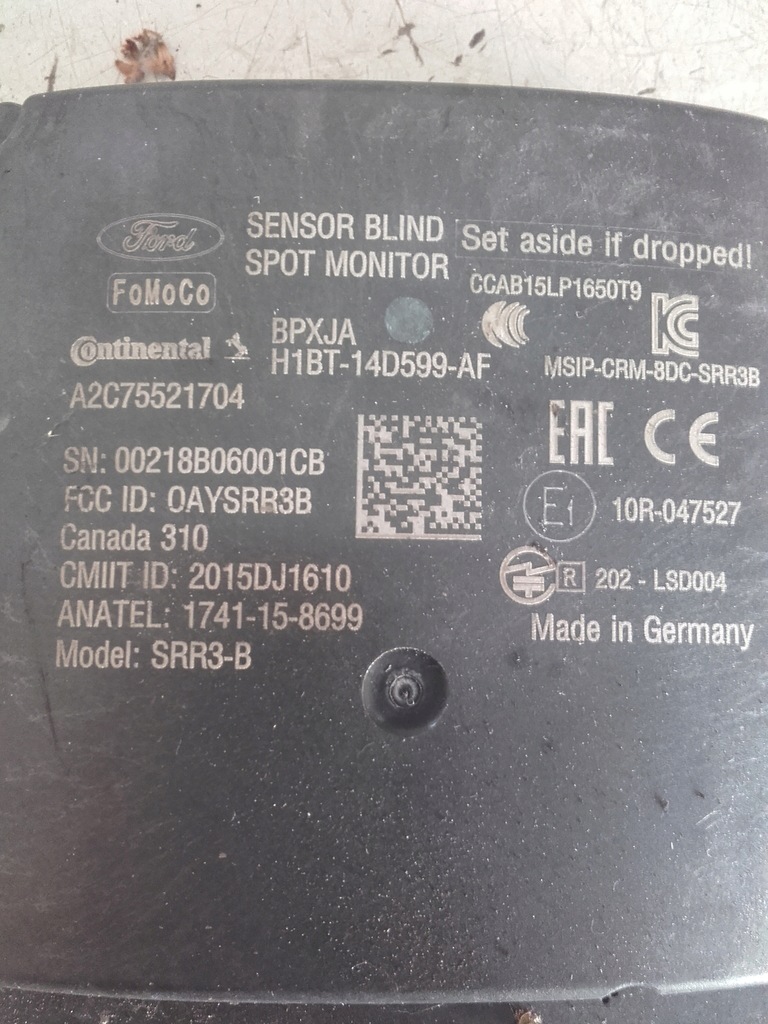 Ford
SENSOR BLIND
SPOT MONITOR
Set aside if dropped!
FoMoCo
CCAB15LP1650T9
Continental
BPXJA
H1BT-14D599-AF
MSIP-CRM-8DC-SRR3B
A2C75521704
EAC CE
SN: 00218B06001CB
FCC ID: OAYSRR3B
E1 10R-047527
Canada 310
CMIIT ID: 2015DJ1610
R 202 - LSD004
ANATEL: 1741-15-8699
Made in Germany
Model: SRR3-B